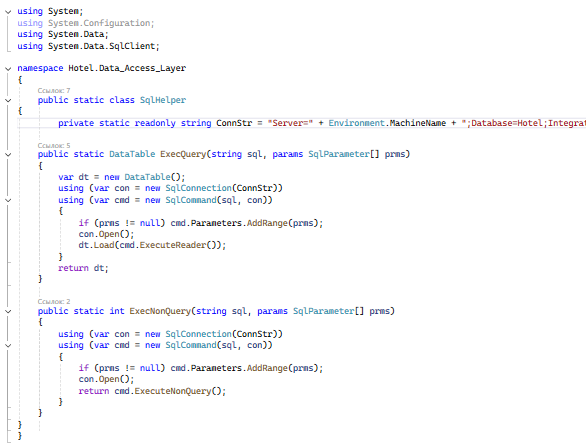 using System;
using System.Configuration;
using System.Data;
using System.Data.SqlClient;
namespace Hotel.Data_Access_Layer
{
Ссылок: 7
public static class SqlHelper
{
private static readonly string ConnStr = "Server=" + Environment.MachineName + ";Database=Hotel;Integrat
Ссылок: 5
public static DataTable ExecQuery(string sql, params SqlParameter[] prms)
{
var dt = new DataTable();
using (var con = new SqlConnection(ConnStr))
using (var cmd = new SqlCommand(sql, con))
{
if (prms != null) cmd.Parameters.AddRange(prms);
con.Open();
dt.Load(cmd.ExecuteReader());
}
return dt;
}
Ссылок: 2
public static int ExecNonQuery(string sql, params SqlParameter[] prms)
{
using (var con = new SqlConnection(ConnStr))
using (var cmd = new SqlCommand(sql, con))
{
if (prms != null) cmd.Parameters.AddRange(prms);
con.Open();
return cmd.ExecuteNonQuery();
}
}
}
}